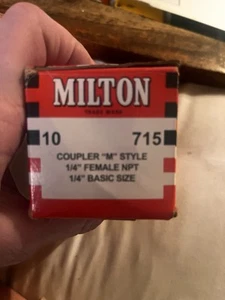 MILTON
TRADE MARK
10 715
COUPLER "M" STYLE
1/4" FEMALE NPT
1/4" BASIC SIZE